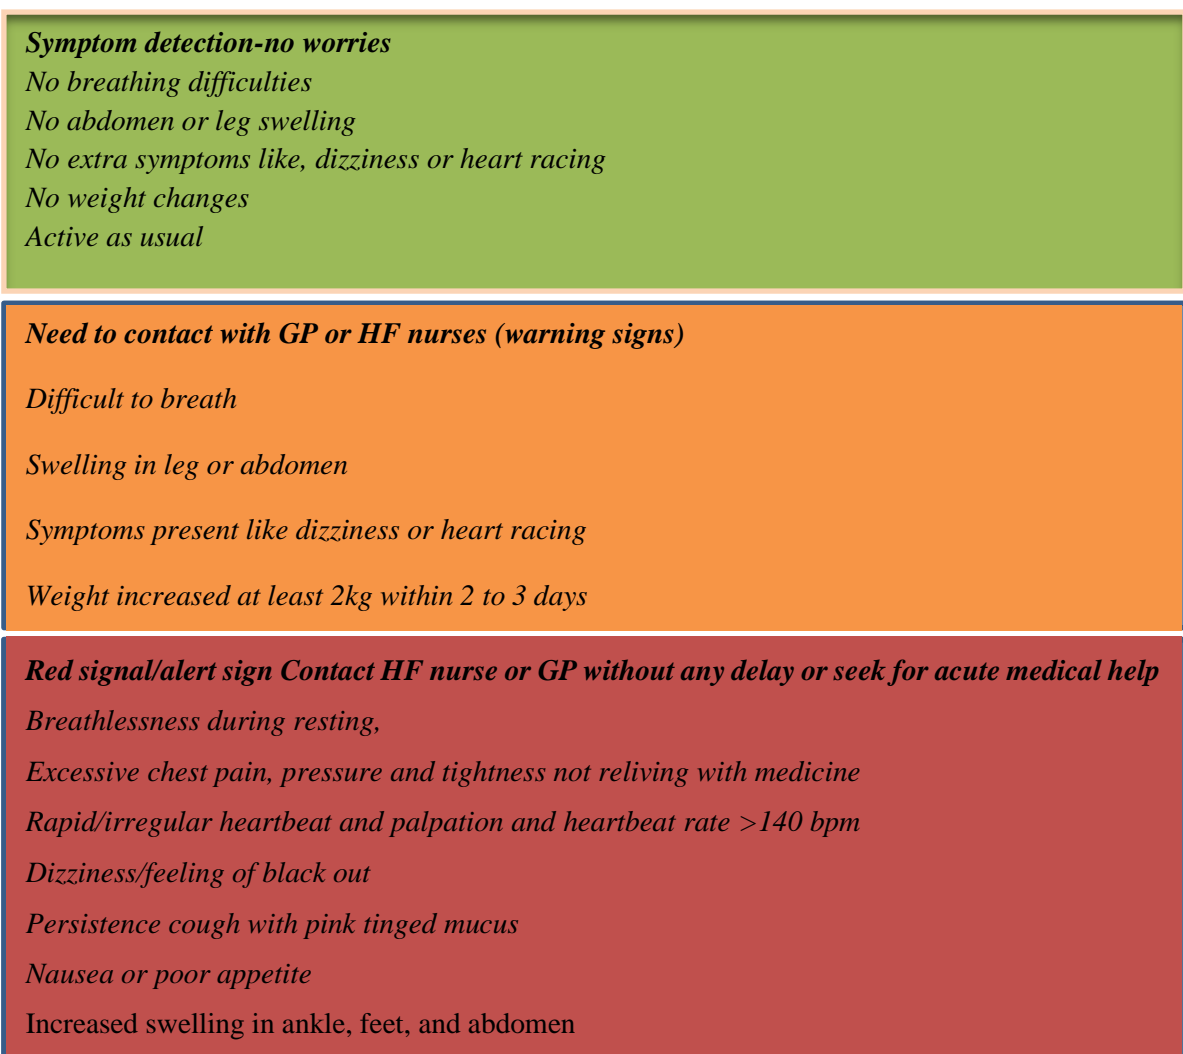 Symptom detection-no worries
No breathing difficulties
No abdomen or leg swelling
No extra symptoms like, dizziness or heart racing
No weight changes
Active as usual
Need to contact with GP or HF nurses (warning signs)
Difficult to breath
Swelling in leg or abdomen
Symptoms present like dizziness or heart racing
Weight increased at least 2kg within 2 to 3 days
Red signal/alert sign Contact HF nurse or GP without any delay or seek for acute medical help
Breathlessness during resting,
Excessive chest pain, pressure and tightness not reliving with medicine
Rapid/irregular heartbeat and palpation and heartbeat rate >140 bpm
Dizziness/feeling of black out
Persistence cough with pink tinged mucus
Nausea or poor appetite
Increased swelling in ankle, feet, and abdomen